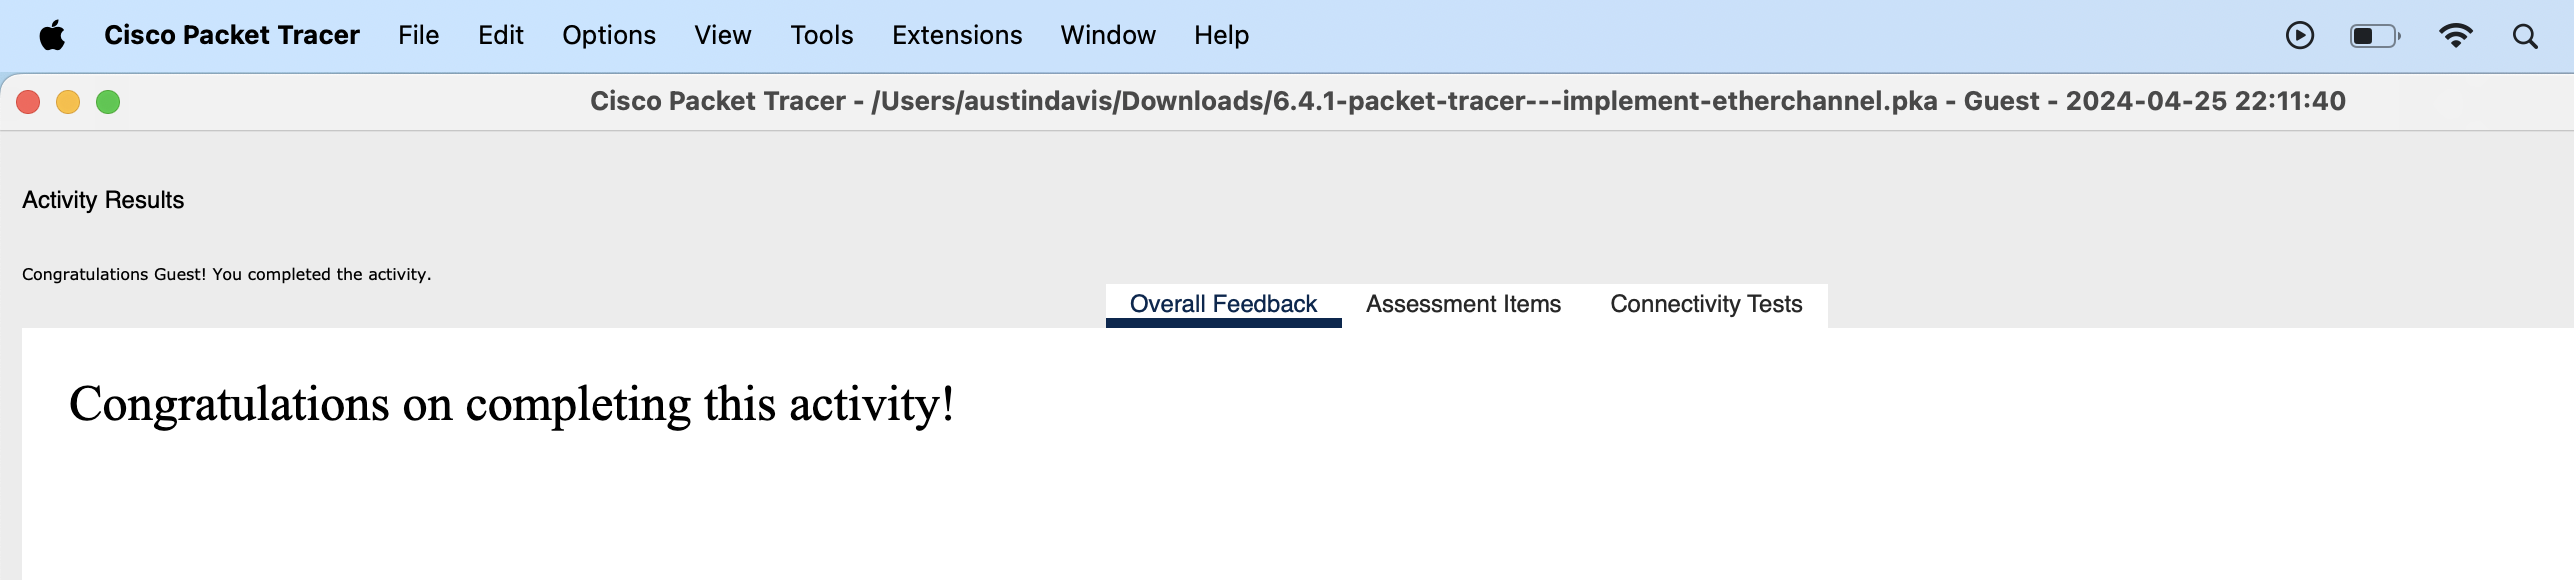 Cisco Packet Tracer File Edit Options View Tools Extensions Window Help
Cisco Packet Tracer - /Users/austindavis/Downloads/6.4.1-packet-tracer---implement-etherchannel.pka - Guest - 2024-04-25 22:11:40
Activity Results
Congratulations Guest! You completed the activity.
Overall Feedback Assessment Items Connectivity Tests
Congratulations on completing this activity!